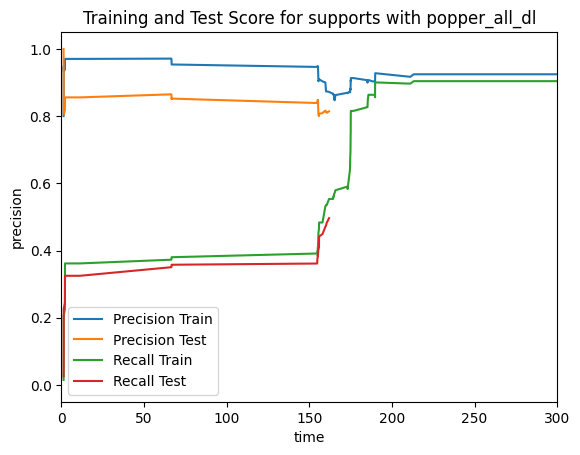 Training and Test Score for supports with popper_all_dl
1.0
0.8
0.6
0.4
0.2
0.0
precision
Precision Train
Precision Test
Recall Train
Recall Test
0 50 100 150 200 250 300
time